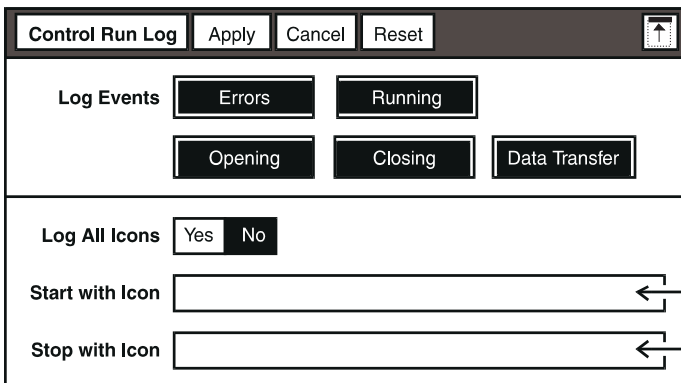 Control Run Log Apply Cancel Reset
Log Events Errors Running
Opening Closing Data Transfer
Log All Icons Yes No
Start with Icon
Stop with Icon